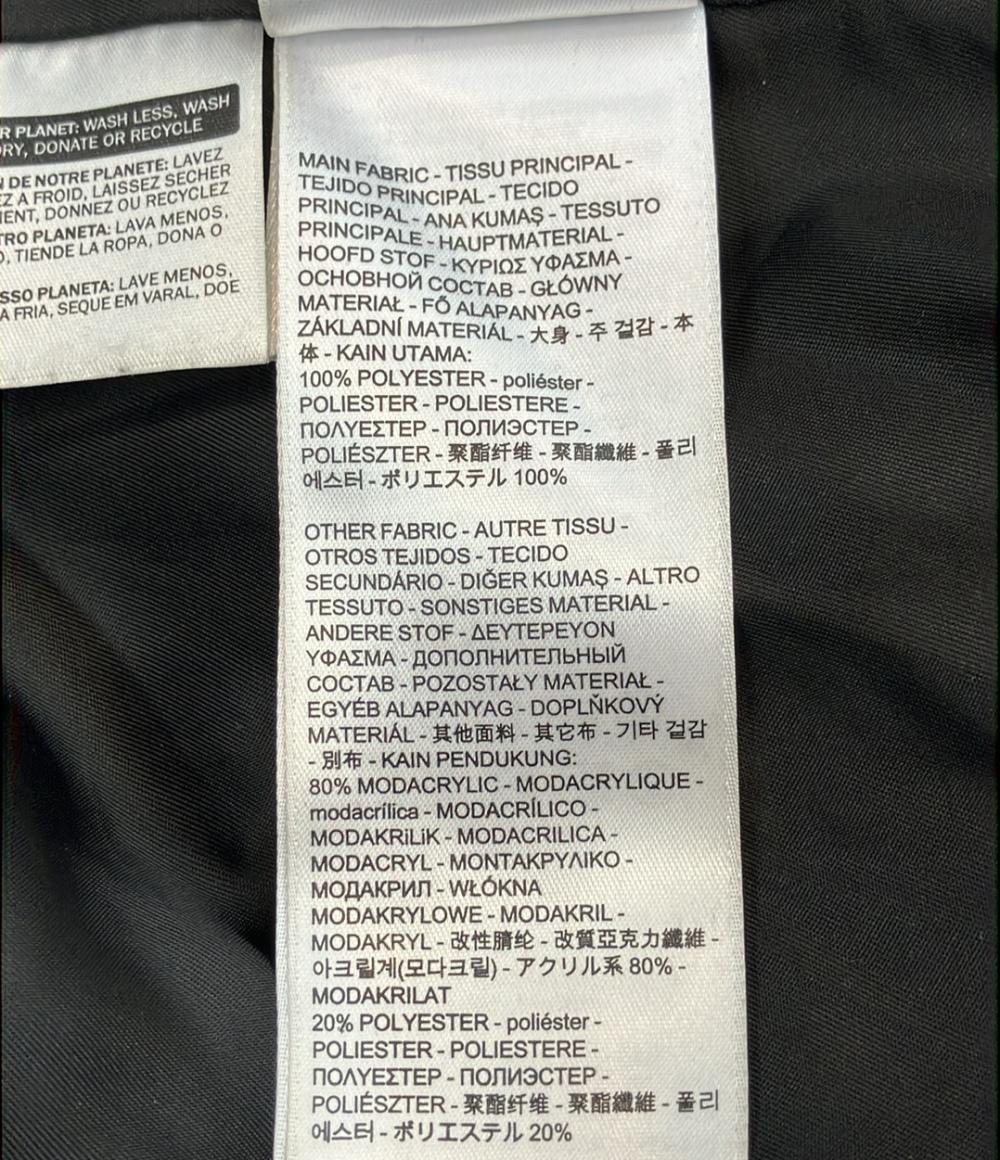 R PLANET: WASH LESS, WASH
DRY, DONATE OR RECYCLE
DE NOTRE PLANETE: LAVEZ
EZ A FROID, LAISSEZ SECHER
MENT, DONNEZ OU RECYCLEZ
TRO PLANETA: LAVA MENOS,
O, TIENDE LA ROPA, DONA O
SSO PLANETA: LAVE MENOS,
A FRIA, SEQUE EM VARAL, DOE
MAIN FABRIC - TISSU PRINCIPAL -
TEJIDO PRINCIPAL - TECIDO
PRINCIPAL - ANA KUMAŞ - TESSUTO
PRINCIPALE - HAUPTMATERIAL -
HOOFD STOF - ΚΥΡΙΩΣ ΥΦΑΣΜΑ -
ОСНОВНОЙ СОСТАВ - GŁÓWNY
MATERIAŁ - FŐ ALAPANYAG -
ZÁKLADNÍ MATERIÁL - 大身 - 주 겉감 - 本
体 - KAIN UTAMA:
100% POLYESTER - poliéster -
POLIESTER - POLIESTERE -
ΠΟΛΥΕΣΤΕΡ - ПОЛИЭСТЕР -
POLIÉSZTER - 聚酯纤维 - 聚酯纖維 - 폴리
에스터 - ポリエステル 100%
OTHER FABRIC - AUTRE TISSU -
OTROS TEJIDOS - TECIDO
SECUNDÁRIO - DIĞER KUMAŞ - ALTRO
TESSUTO - SONSTIGES MATERIAL -
ANDERE STOF - ΔΕΥΤΕΡΕΥΟΝ
ΥΦΑΣΜΑ - ДОПОЛНИТЕЛЬНЫЙ
СОСТАВ - POZOSTAŁY MATERIAŁ -
EGYÉB ALAPANYAG - DOPLŇKOVÝ
MATERIÁL - 其他面料 - 其它布 - 기타 겉감
- 別布 - KAIN PENDUKUNG:
80% MODACRYLIC - MODACRYLIQUE -
modacrílica - MODACRÍLICO -
MODAKRiLiK - MODACRILICA -
MODACRYL - ΜΟΝΤΑΚΡΥΛΙΚΟ -
МОДАКРИЛ - WŁÓKNA
MODAKRYLOWE - MODAKRIL -
MODAKRYL - 改性腈纶 - 改質亞克力纖維 -
아크릴계(모다크릴) - アクリル系 80% -
MODAKRILAT
20% POLYESTER - poliéster -
POLIESTER - POLIESTERE -
ΠΟΛΥΕΣΤΕΡ - ПОЛИЭСТЕР -
POLIÉSZTER - 聚酯纤维 - 聚酯纖維 - 폴리
에스터 - ポリエステル 20%